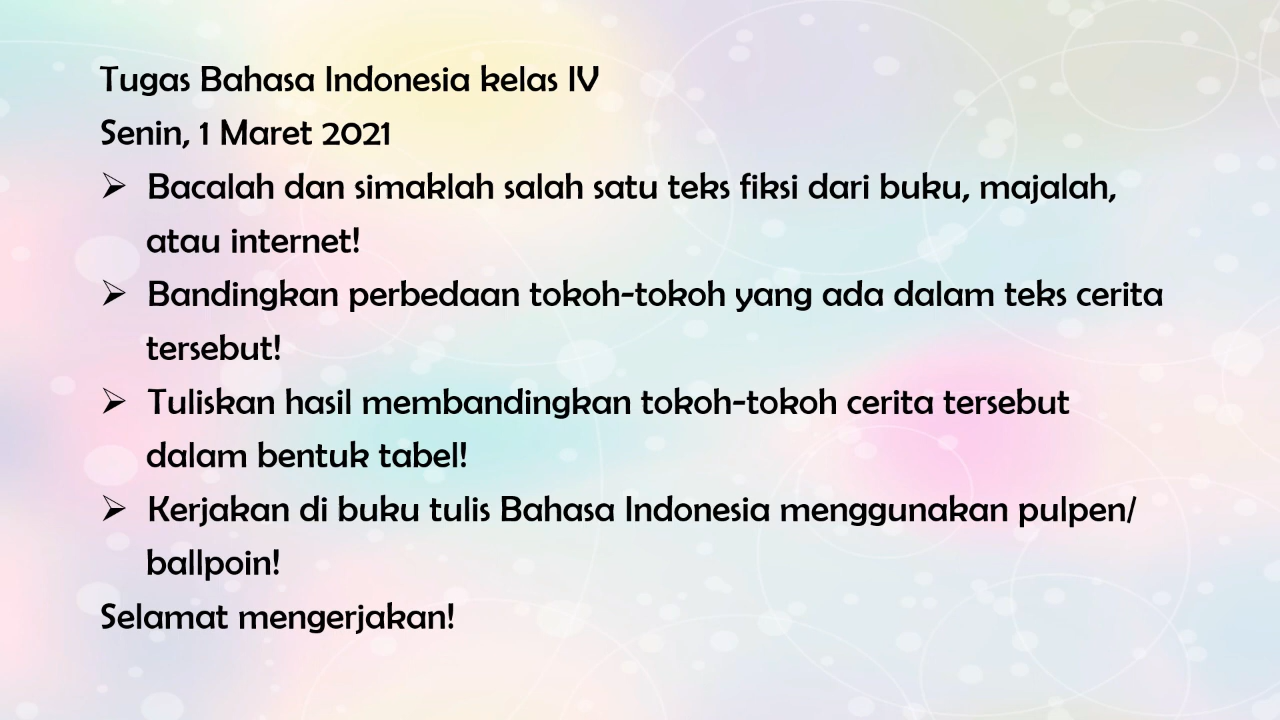 Tugas Bahasa Indonesia kelas IV
Senin, 1 Maret 2021
➢ Bacalah dan simaklah salah satu teks fiksi dari buku, majalah,
atau internet!
➢ Bandingkan perbedaan tokoh-tokoh yang ada dalam teks cerita
tersebut!
➢ Tuliskan hasil membandingkan tokoh-tokoh cerita tersebut
dalam bentuk tabel!
➢ Kerjakan di buku tulis Bahasa Indonesia menggunakan pulpen/
ballpoin!
Selamat mengerjakan!